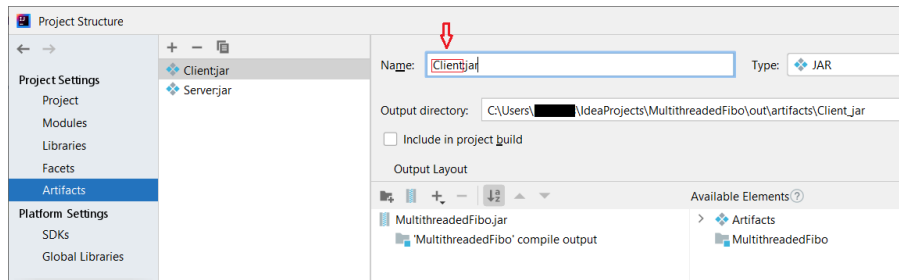 Project Structure
Project Settings
Project
Modules
Libraries
Facets
Artifacts
Platform Settings
SDKs
Global Libraries
Client:jar
Server:jar
Name: Client:jar
Type: JAR
Output directory: C:\Users\ \IdeaProjects\MultithreadedFibo\out\artifacts\Client_jar
Include in project build
Output Layout
Available Elements ?
MultithreadedFibo.jar
'MultithreadedFibo' compile output
Artifacts
MultithreadedFibo